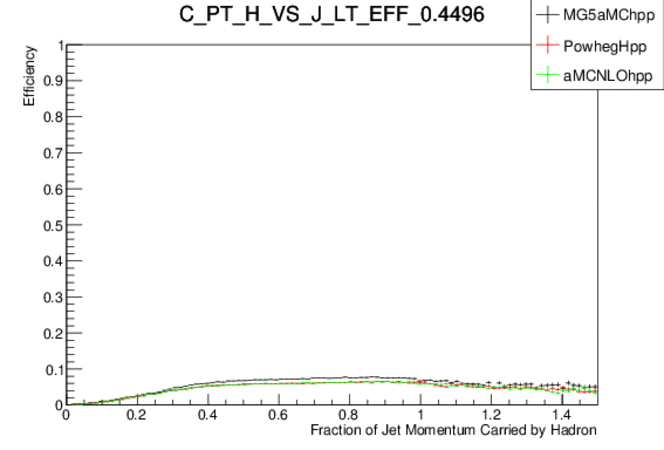 C_PT_H_VS_J_LT_EFF_0.4496
MG5aMChpp
PowhegHpp
aMCNLOhpp
Efficiency
1
0.9
0.8
0.7
0.6
0.5
0.4
0.3
0.2
0.1
0
0 0.2 0.4 0.6 0.8 1 1.2 1.4
Fraction of Jet Momentum Carried by Hadron